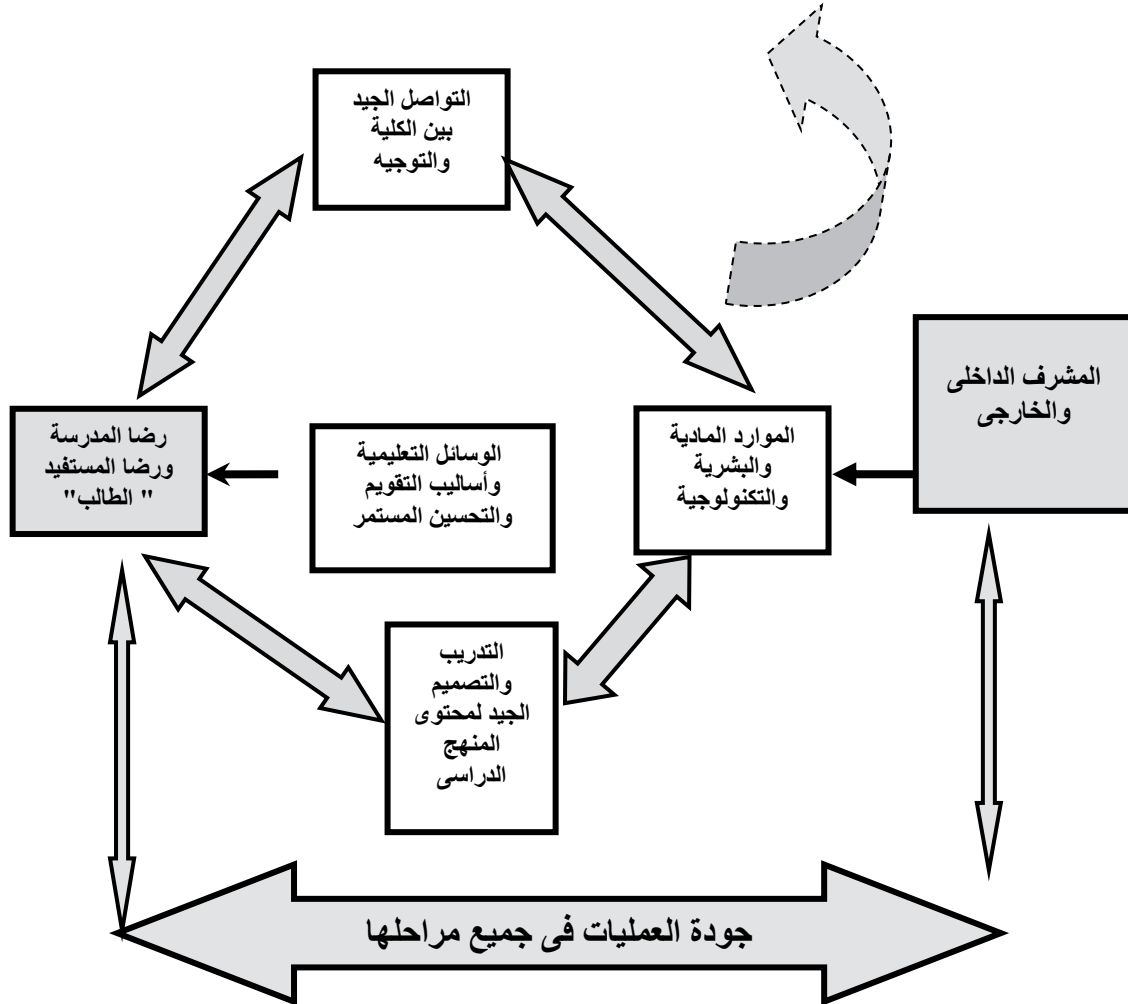 التواصل الجيد
بين الكلية
والتوجيه
المشرف الداخلى
والخارجى
الموارد المادية
والبشرية
والتكنولوجية
الوسائل التعليمية
وأساليب التقويم
والتحسين المستمر
رضا المدرسة
ورضا المستفيد
" الطالب"
التدريب
والتصميم
الجيد لمحتوى
المنهج
الدراسى
جودة العمليات فى جميع مراحلها